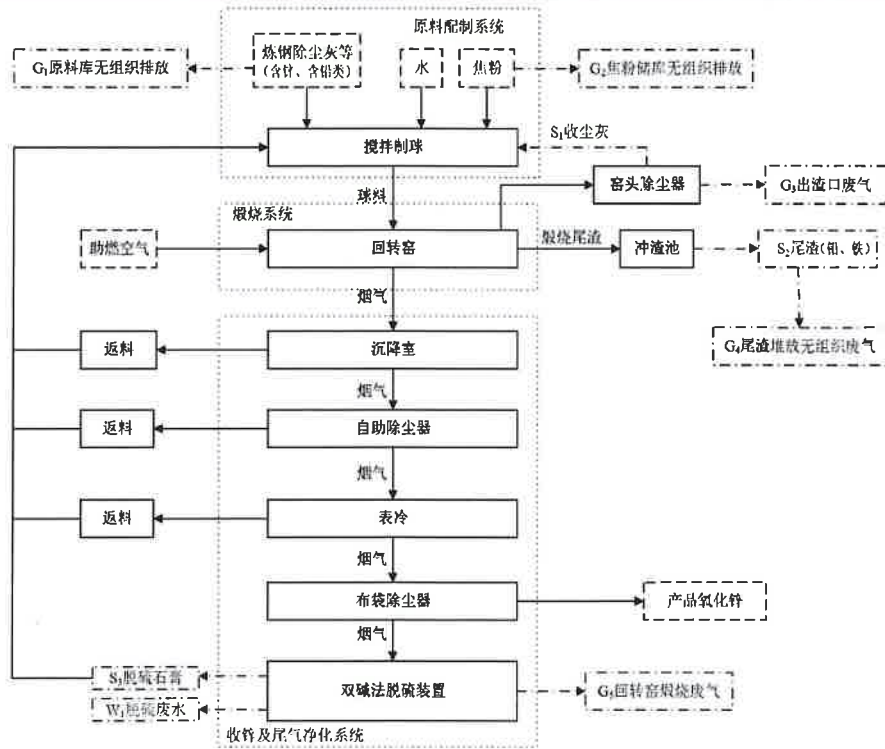 原料配制系统
G₁原料库无组织排放
炼钢除尘灰等
(含锌、含铅类)
水
焦粉
G₂焦粉储库无组织排放
S₁收尘灰
搅拌制球
窑头除尘器
G₃出渣口废气
球料
煅烧系统
助燃空气
回转窑
煅烧尾渣
冲渣池
S₂尾渣(铅、铁)
烟气
G₄尾渣堆放无组织废气
返料
沉降室
烟气
返料
自助除尘器
烟气
返料
表冷
烟气
布袋除尘器
产品氧化锌
烟气
S₃脱硫石膏
双碱法脱硫装置
G₅回转窑煅烧废气
W₁脱硫废水
收锌及尾气净化系统